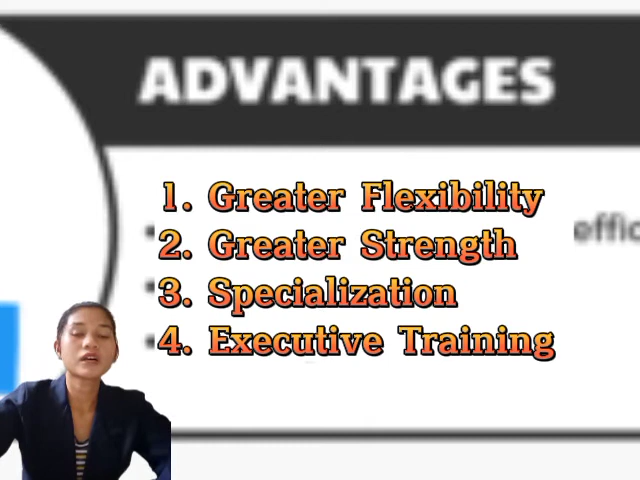 ADVANTAGES
1. Greater Flexibility
2. Greater Strength
3. Specialization
4. Executive Training